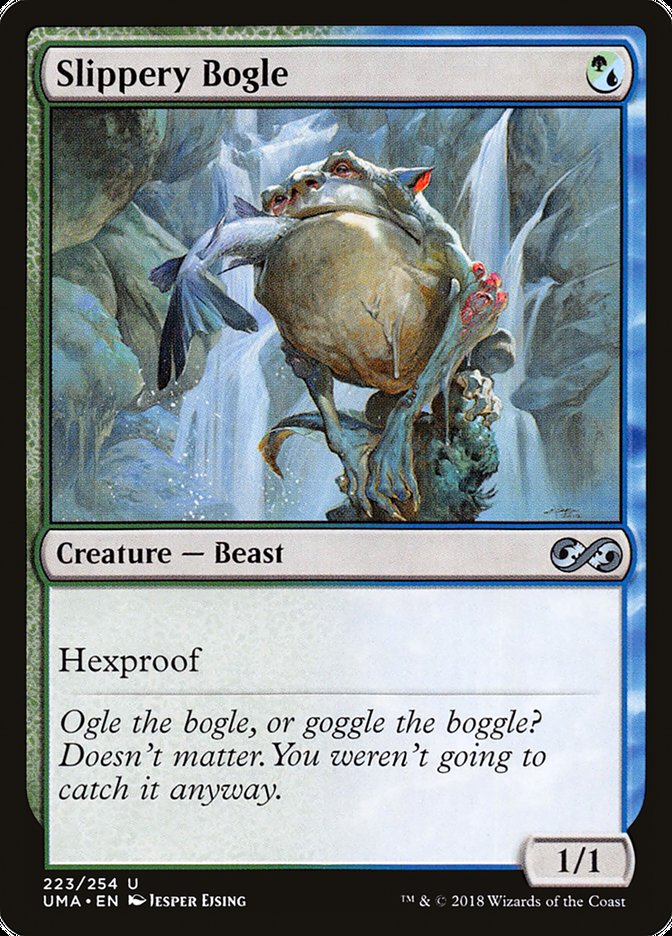 Slippery Bogle
Creature — Beast
Hexproof
Ogle the bogle, or goggle the boggle?
Doesn't matter. You weren't going to
catch it anyway.
1/1
223/254 U
UMA • EN Jesper Ejsing
™ & © 2018 Wizards of the Coast